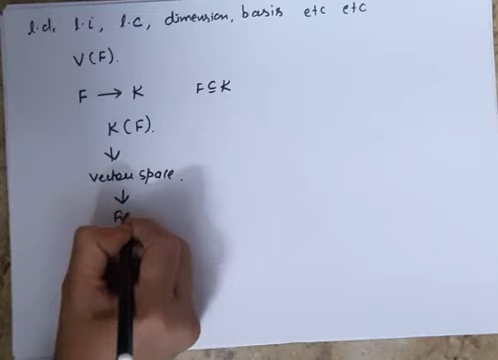 l.d, l.i, l.c, dimension, basis etc etc
V(F).
F → K F⊆K
K(F).
↓
vector space.
↓